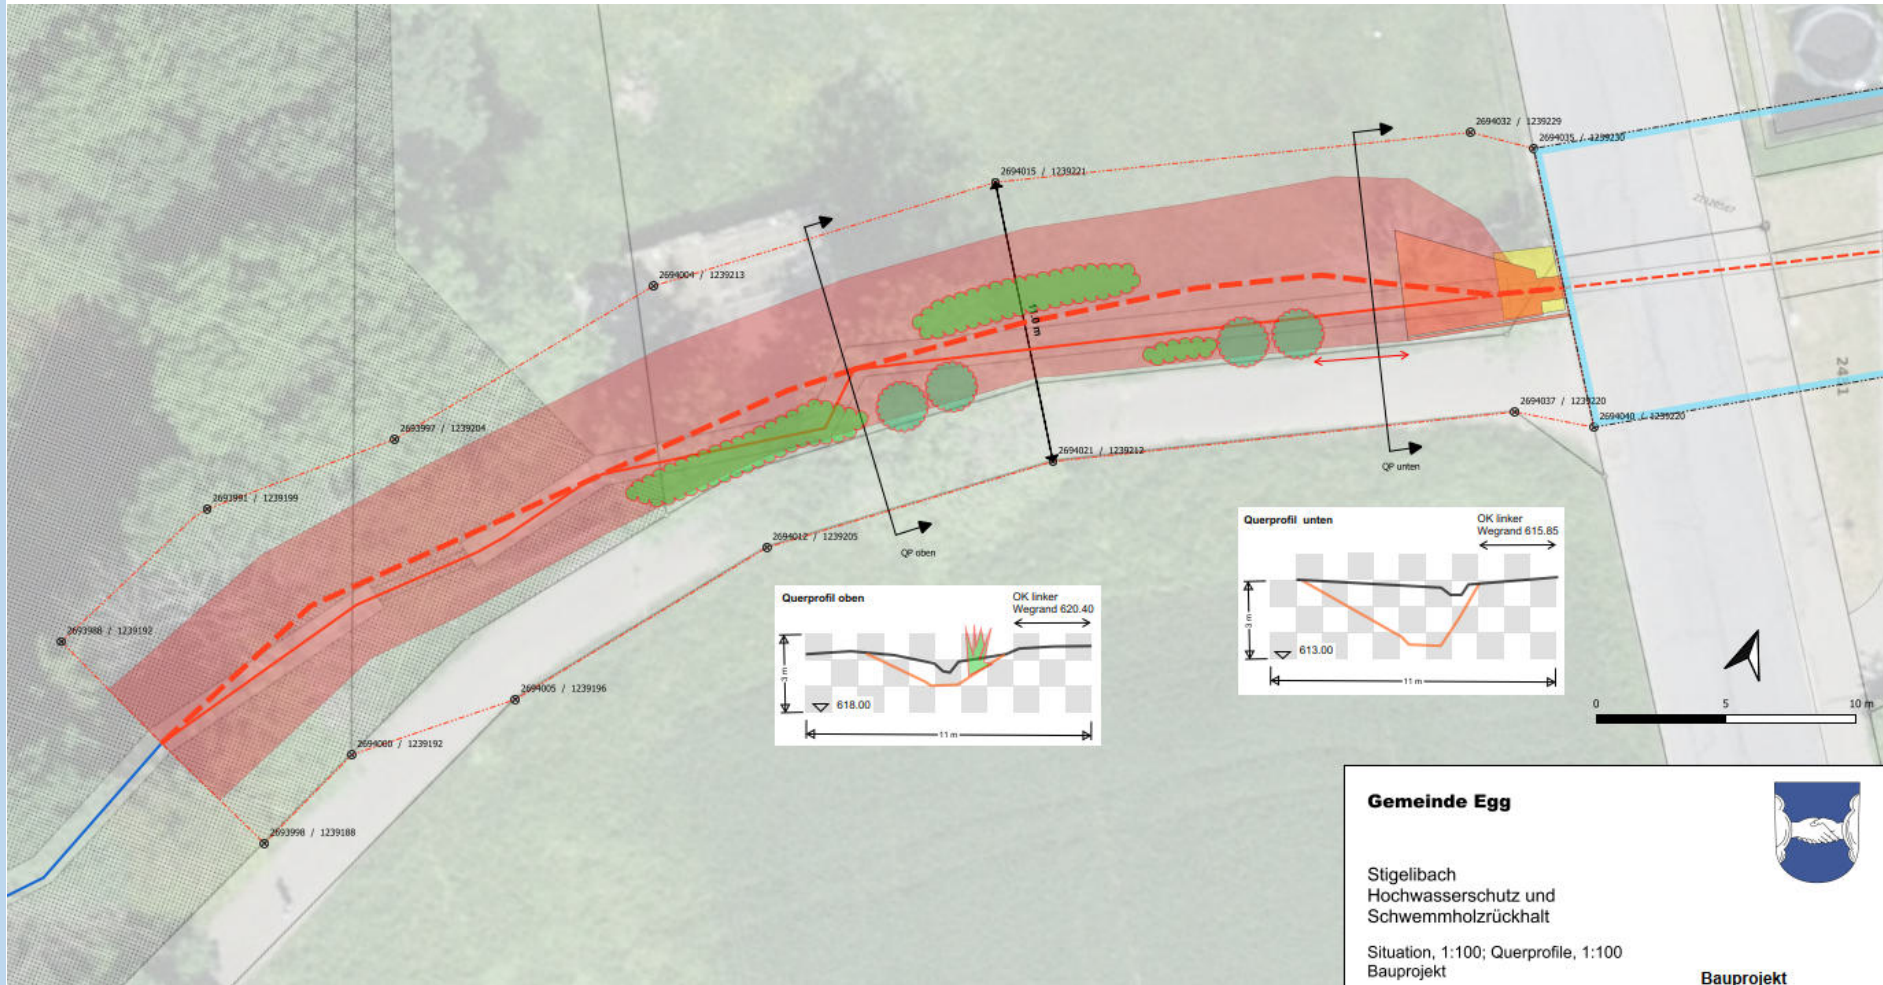 2694032 / 1239229
2694035 / 1239230
2694015 / 1239221
2694004 / 1239213
11.0 m
2441
2694037 / 1239220
2694040 / 1239220
2693997 / 1239204
2694021 / 1239212
QP unten
2693991 / 1239199
2694012 / 1239205
QP oben
Querprofil unten
OK linker
Wegrand 615.85
3 m
613.00
11 m
Querprofil oben
OK linker
Wegrand 620.40
3 m
618.00
11 m
2693988 / 1239192
2694005 / 1239196
2694000 / 1239192
2693998 / 1239188
0 5 10 m
Gemeinde Egg
Stigelibach
Hochwasserschutz und
Schwemmholzrückhalt
Situation, 1:100; Querprofile, 1:100
Bauprojekt
Bauprojekt